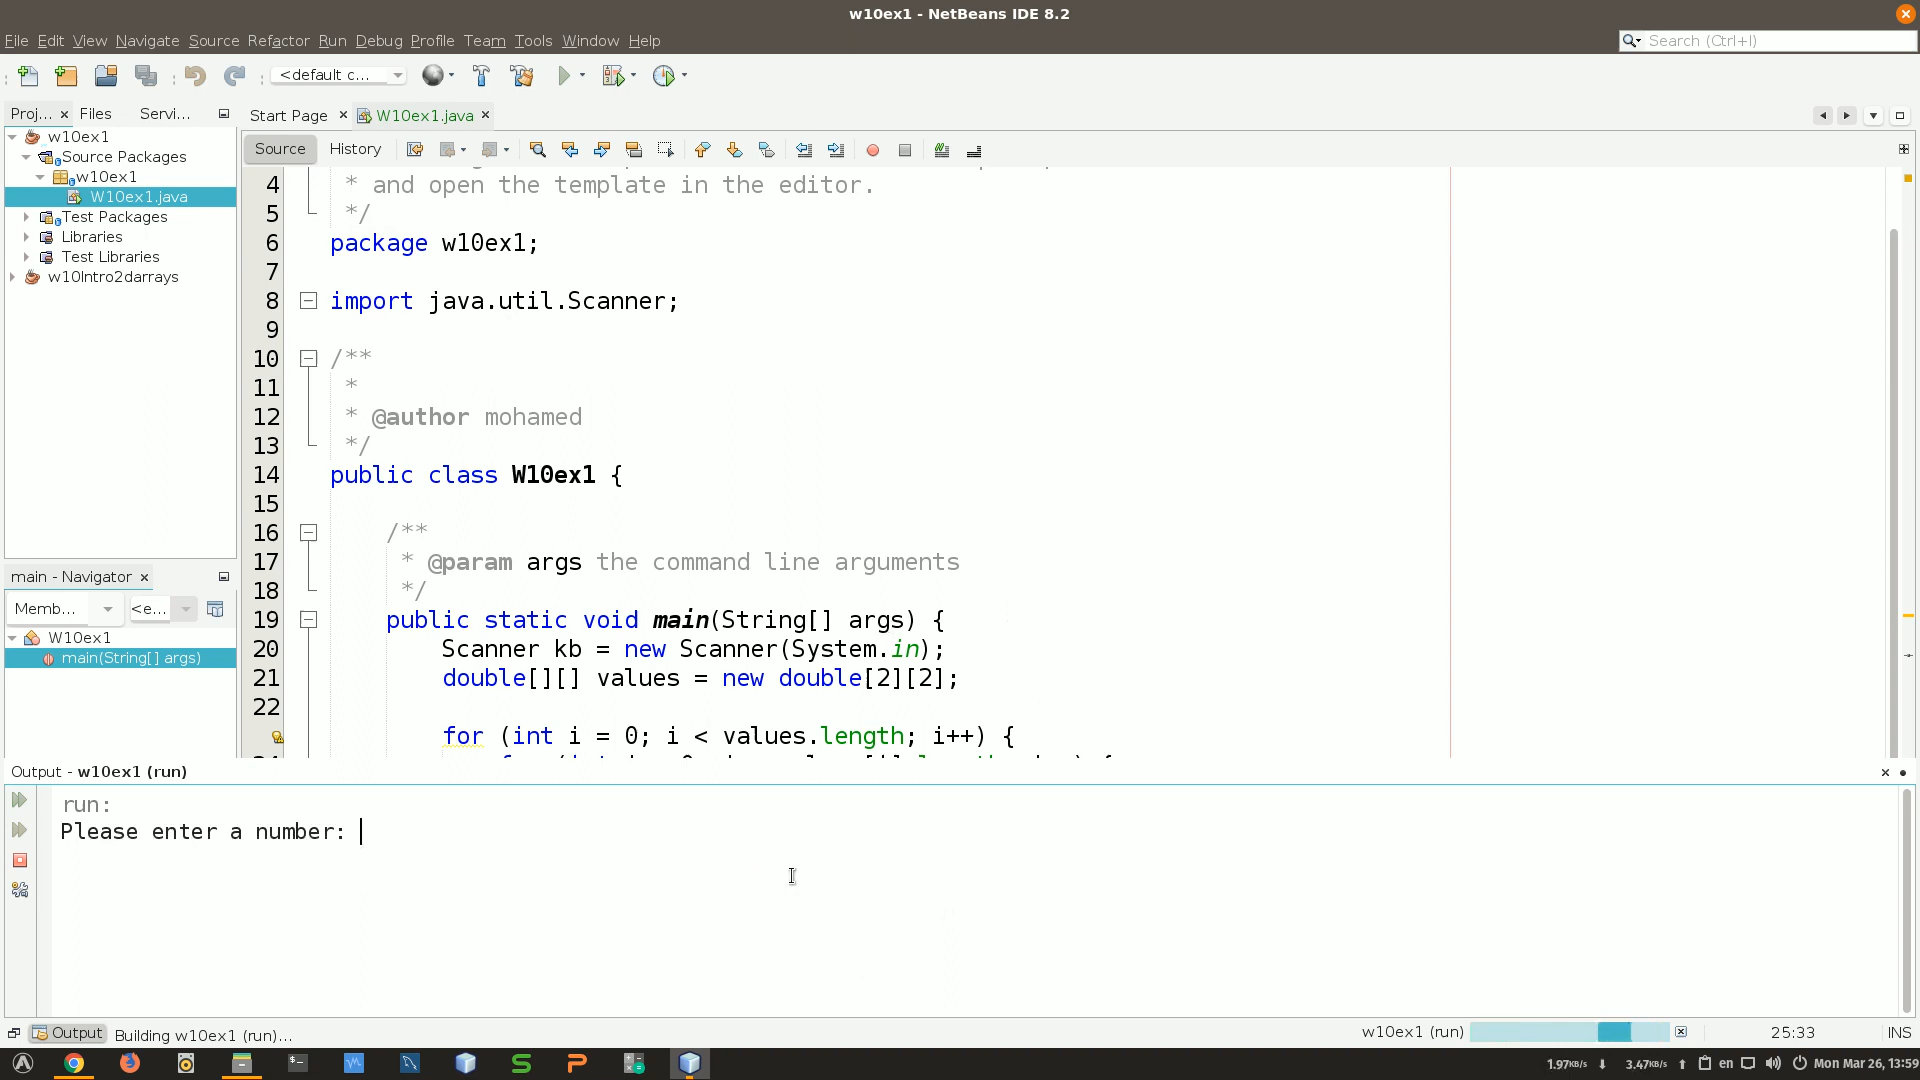 w10ex1 - NetBeans IDE 8.2
File Edit View Navigate Source Refactor Run Debug Profile Team Tools Window Help
Search (Ctrl+I)
<default c...
Proj... Files Servi...
Start Page W10ex1.java
w10ex1
Source Packages
w10ex1
W10ex1.java
Test Packages
Libraries
Test Libraries
w10Intro2darrays
Source History
4 * and open the template in the editor.
5 */
6 package w10ex1;
7
8 import java.util.Scanner;
9
10 /**
11 *
12 * @author mohamed
13 */
14 public class W10ex1 {
15
16 /**
17 * @param args the command line arguments
18 */
19 public static void main(String[] args) {
20 Scanner kb = new Scanner(System.in);
21 double[][] values = new double[2][2];
22
for (int i = 0; i < values.length; i++) {
main - Navigator
Memb... <e...
W10ex1
main(String[] args)
Output - w10ex1 (run)
run:
Please enter a number:
Output Building w10ex1 (run)...
w10ex1 (run) 25:33 INS
1.97KB/s 3.47KB/s en Mon Mar 26, 13:59